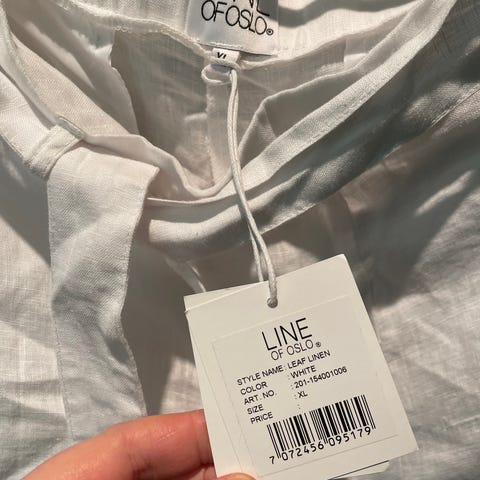 LINE
OF OSLO®
XL
LINE
OF OSLO®
STYLE NAME : LEAF LINEN
COLOR : WHITE
ART. NO. : 201-154001006
SIZE : XL
PRICE :
7 072456 095179